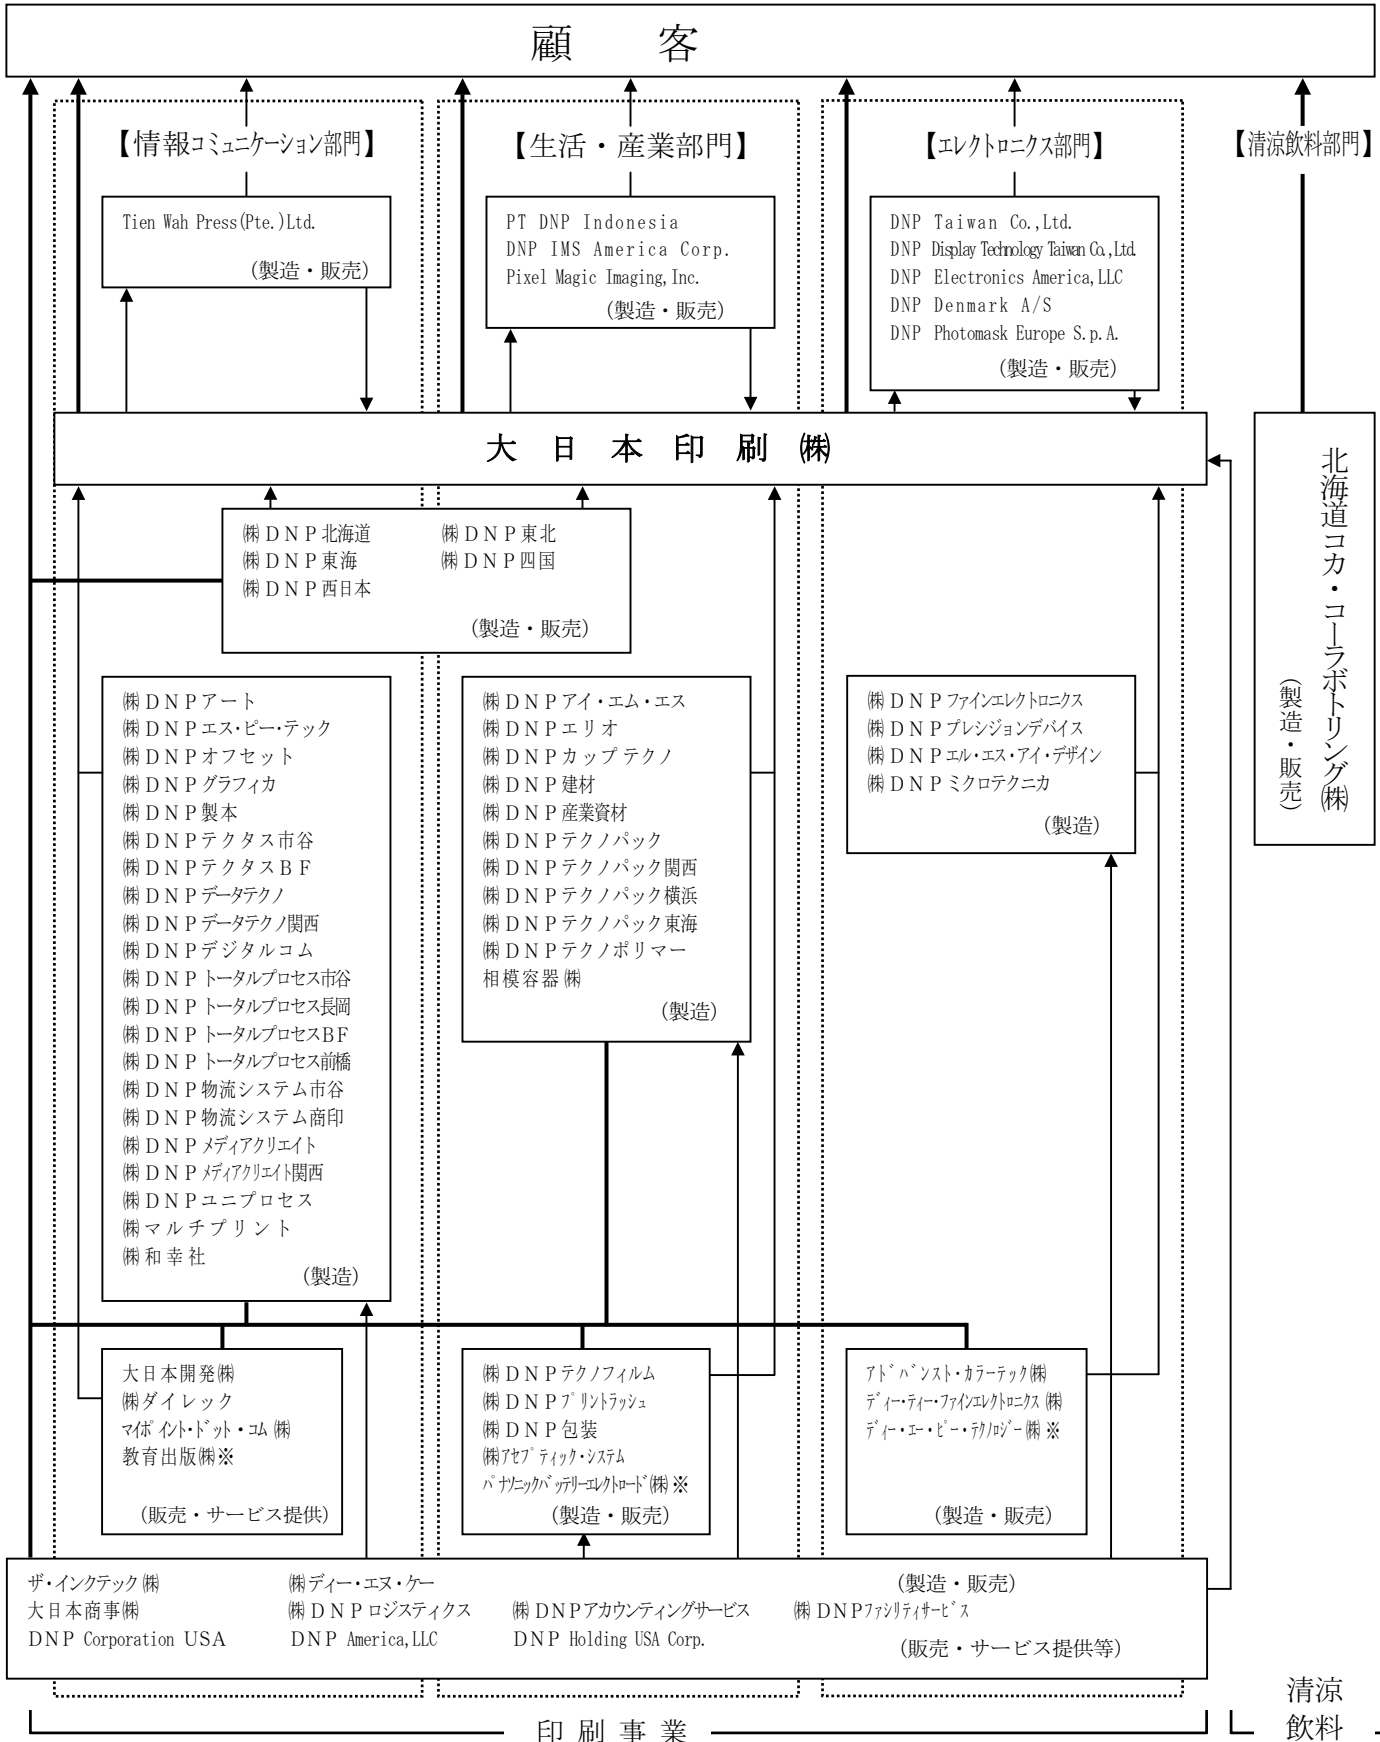 顧客
【情報コミュニケーション部門】
【生活・産業部門】
【エレクトロニクス部門】
【清涼飲料部門】
Tien Wah Press(Pte.)Ltd.
(製造・販売)
PT DNP Indonesia
DNP IMS America Corp.
Pixel Magic Imaging,Inc.
(製造・販売)
DNP Taiwan Co.,Ltd.
DNP Display Technology Taiwan Co.,Ltd.
DNP Electronics America,LLC
DNP Denmark A/S
DNP Photomask Europe S.p.A.
(製造・販売)
大日本印刷㈱
北海道コカ・コーラボトリング㈱
(製造・販売)
㈱ＤＮＰ北海道
㈱ＤＮＰ東北
㈱ＤＮＰ東海
㈱ＤＮＰ四国
㈱ＤＮＰ西日本
(製造・販売)
㈱ＤＮＰアート
㈱ＤＮＰエス・ピー・テック
㈱ＤＮＰオフセット
㈱ＤＮＰグラフィカ
㈱ＤＮＰ製本
㈱ＤＮＰテクタス市谷
㈱ＤＮＰテクタスＢＦ
㈱ＤＮＰデータテクノ
㈱ＤＮＰデータテクノ関西
㈱ＤＮＰデジタルコム
㈱ＤＮＰトータルプロセス市谷
㈱ＤＮＰトータルプロセス長岡
㈱ＤＮＰトータルプロセスＢＦ
㈱ＤＮＰトータルプロセス前橋
㈱ＤＮＰ物流システム市谷
㈱ＤＮＰ物流システム商印
㈱ＤＮＰメディアクリエイト
㈱ＤＮＰメディアクリエイト関西
㈱ＤＮＰユニプロセス
㈱マルチプリント
㈱和幸社
(製造)
㈱ＤＮＰアイ・エム・エス
㈱ＤＮＰエリオ
㈱ＤＮＰカップテクノ
㈱ＤＮＰ建材
㈱ＤＮＰ産業資材
㈱ＤＮＰテクノパック
㈱ＤＮＰテクノパック関西
㈱ＤＮＰテクノパック横浜
㈱ＤＮＰテクノパック東海
㈱ＤＮＰテクノポリマー
相模容器㈱
(製造)
㈱ＤＮＰファインエレクトロニクス
㈱ＤＮＰプレシジョンデバイス
㈱ＤＮＰエル・エス・アイ・デザイン
㈱ＤＮＰミクロテクニカ
(製造)
大日本開発㈱
㈱ダイレック
マイポイント・ドット・コム㈱
教育出版㈱※
(販売・サービス提供)
㈱ＤＮＰテクノフィルム
㈱ＤＮＰプリントラッシュ
㈱ＤＮＰ包装
㈱アセプティック・システム
パナソニックバッテリーエレクトロード㈱※
(製造・販売)
アドバンスト・カラーテック㈱
ディー・ティー・ファインエレクトロニクス㈱
ディー・エー・ピー・テクノロジー㈱※
(製造・販売)
ザ・インクテック㈱
㈱ディー・エヌ・ケー
(製造・販売)
大日本商事㈱
㈱ＤＮＰロジスティクス
㈱ＤＮＰアカウンティングサービス
㈱ＤＮＰファシリティサービス
DNP Corporation USA
DNP America,LLC
DNP Holding USA Corp.
(販売・サービス提供等)
印刷事業
清涼
飲料